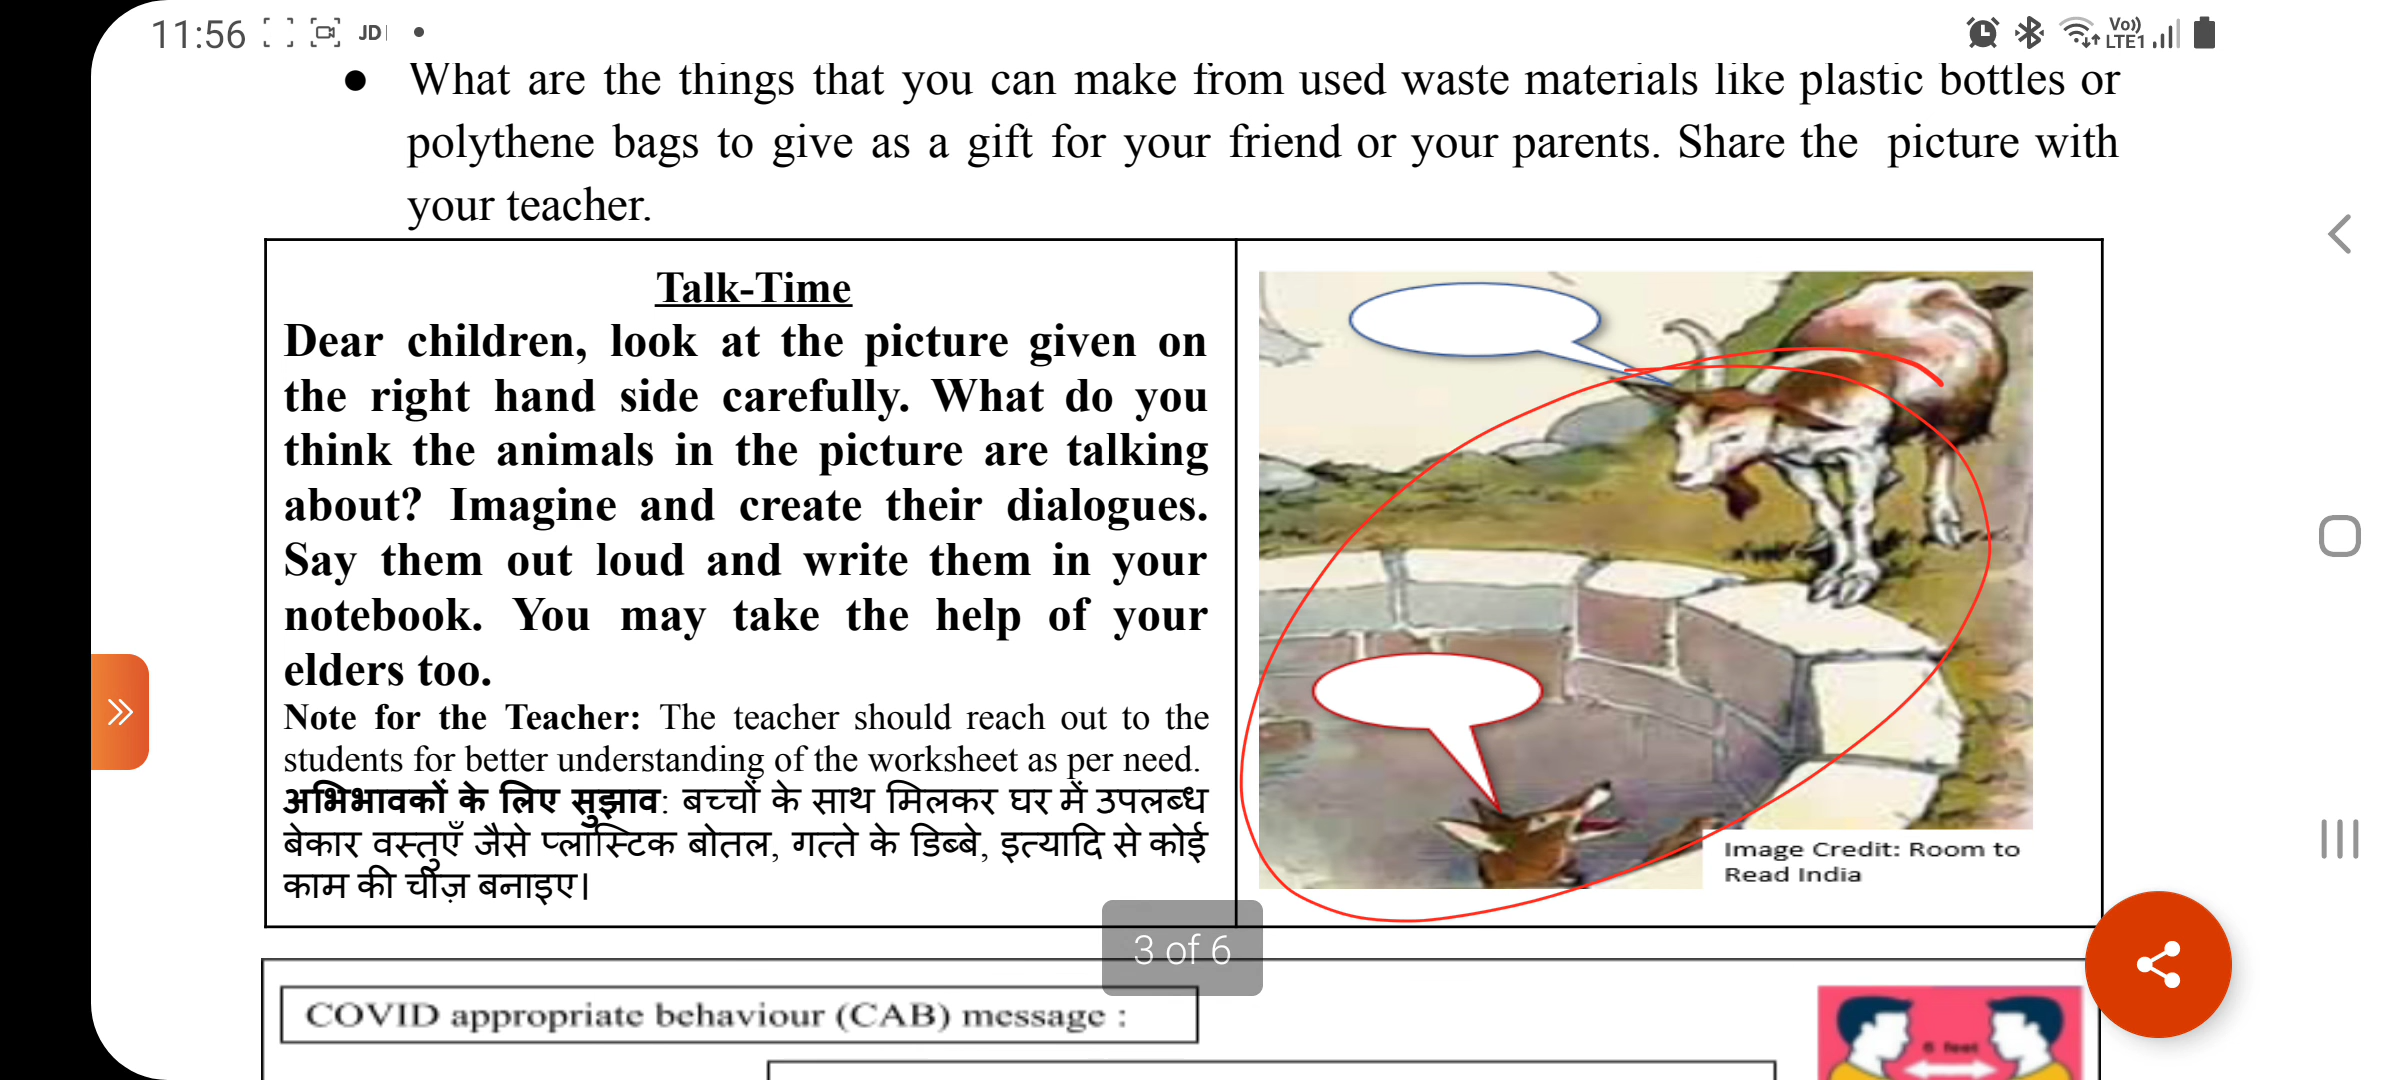 11:56
JD
Vo))
LTE1
● What are the things that you can make from used waste materials like plastic bottles or
polythene bags to give as a gift for your friend or your parents. Share the picture with
your teacher.
Talk-Time
Dear children, look at the picture given on
the right hand side carefully. What do you
think the animals in the picture are talking
about? Imagine and create their dialogues.
Say them out loud and write them in your
notebook. You may take the help of your
elders too.
Note for the Teacher: The teacher should reach out to the
students for better understanding of the worksheet as per need.
अभिभावकों के लिए सुझाव: बच्चों के साथ मिलकर घर में उपलब्ध
बेकार वस्तुएँ जैसे प्लास्टिक बोतल, गत्ते के डिब्बे, इत्यादि से कोई
काम की चीज़ बनाइए।
Image Credit: Room to
Read India
3 of 6
COVID appropriate behaviour (CAB) message :
6 feet